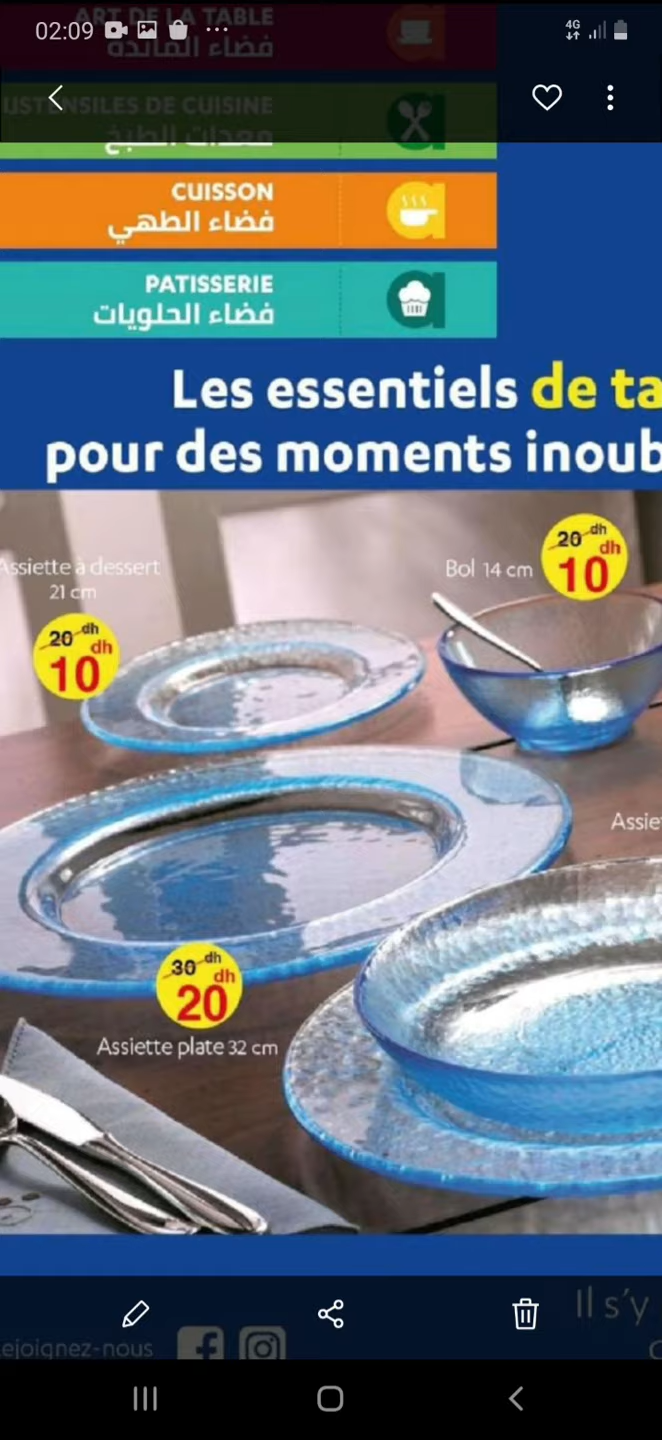 02:09
4G
ART DE LA TABLE
فضاء المائدة
USTENSILES DE CUISINE
معدات الطبخ
CUISSON
فضاء الطهي
PATISSERIE
فضاء الحلويات
Les essentiels de ta
pour des moments inoub
Assiette à dessert
21 cm
20 dh
10 dh
Bol 14 cm
20 dh
10 dh
Assie
30 dh
20 dh
Assiette plate 32 cm
Il s'y
ejoignez-nous